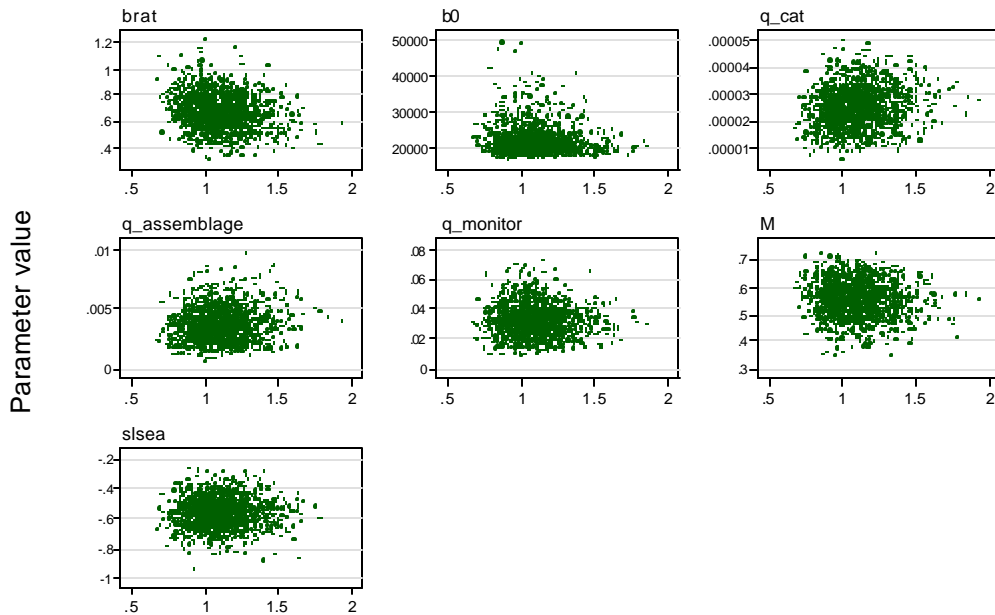 brat
b0
q_cat
1.2
1
.8
.6
.4
50000
40000
30000
20000
.00005
.00004
.00003
.00002
.00001
.5 1 1.5 2
.5 1 1.5 2
.5 1 1.5 2
q_assemblage
q_monitor
M
.01
.005
0
.08
.06
.04
.02
0
.7
.6
.5
.4
.3
.5 1 1.5 2
.5 1 1.5 2
.5 1 1.5 2
Parameter value
slsea
-.2
-.4
-.6
-.8
-1
.5 1 1.5 2